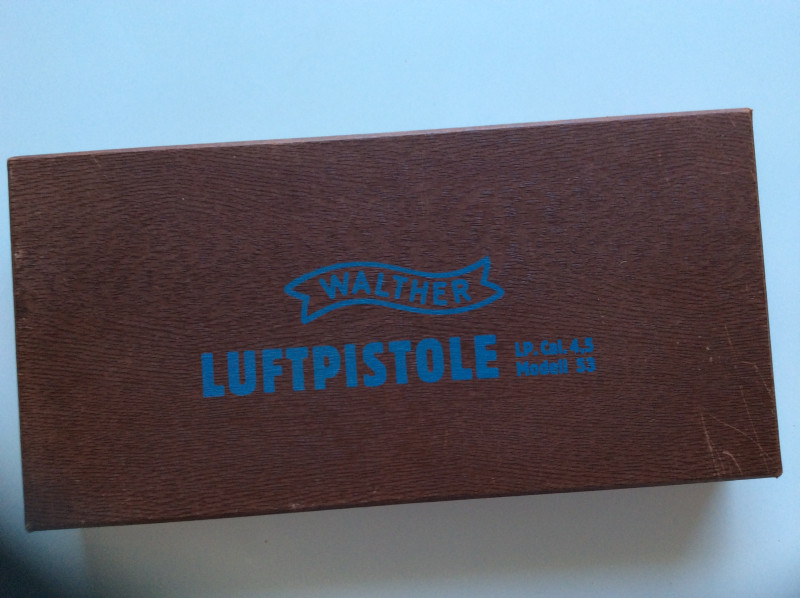 WALTHER
LUFTPISTOLE
LP. Cal. 4,5
Modell 53